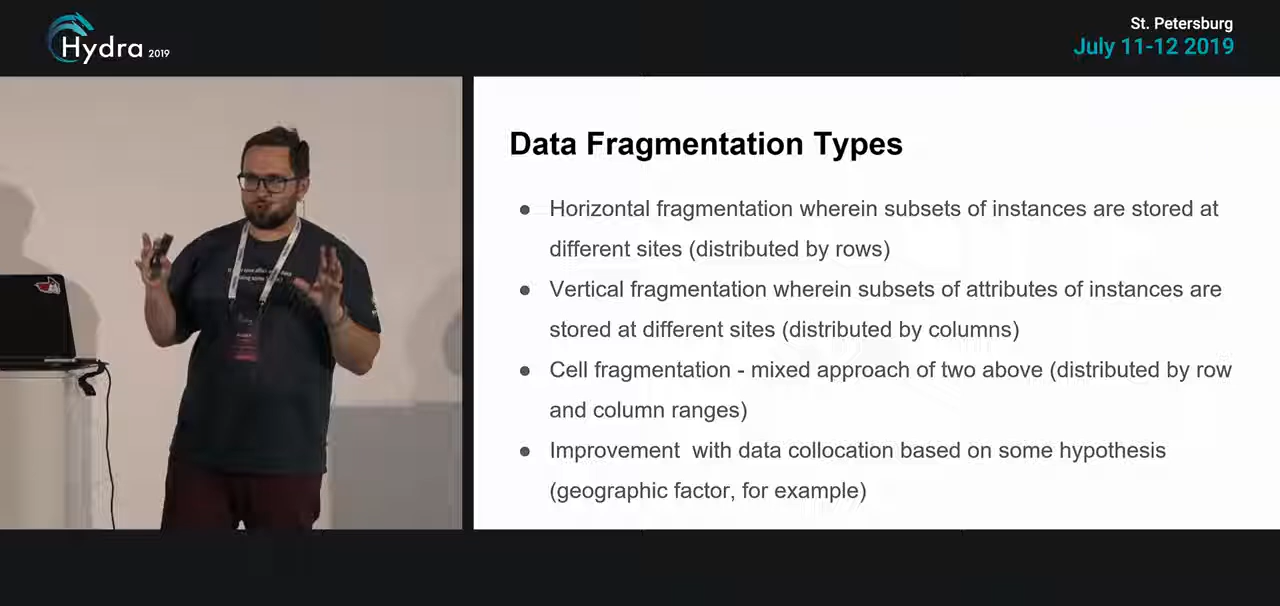 Hydra 2019
St. Petersburg
July 11-12 2019
Data Fragmentation Types
● Horizontal fragmentation wherein subsets of instances are stored at
different sites (distributed by rows)
● Vertical fragmentation wherein subsets of attributes of instances are
stored at different sites (distributed by columns)
● Cell fragmentation - mixed approach of two above (distributed by row
and column ranges)
● Improvement  with data collocation based on some hypothesis
(geographic factor, for example)